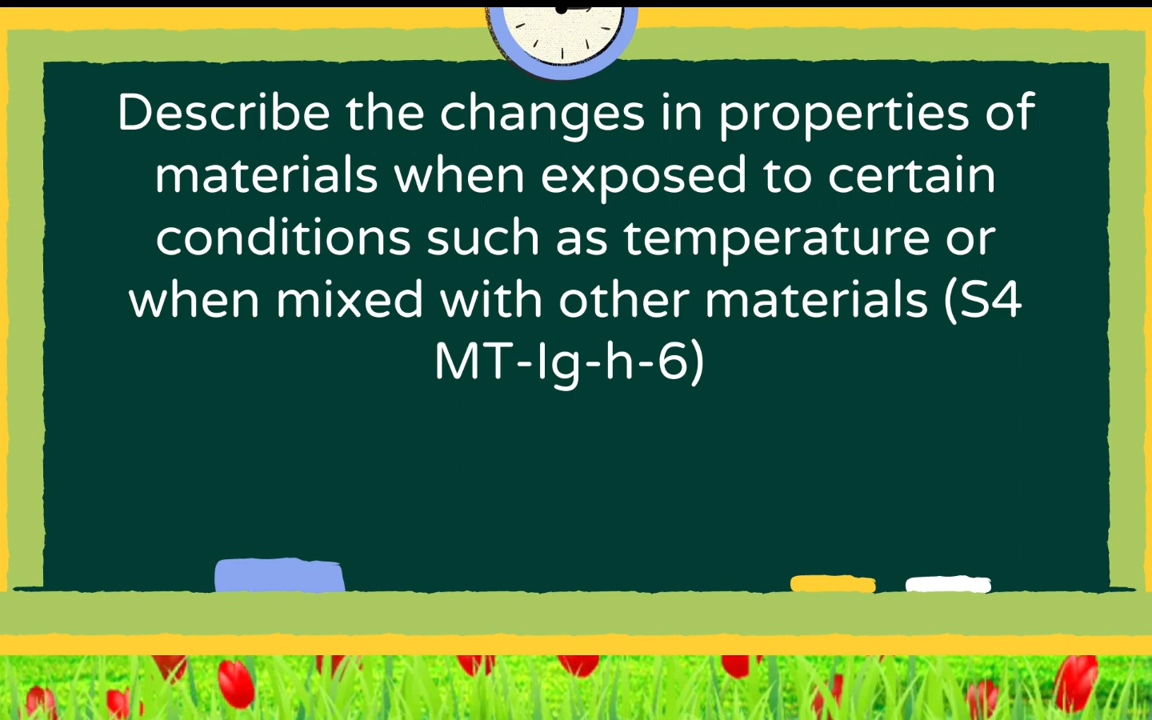 Describe the changes in properties of
materials when exposed to certain
conditions such as temperature or
when mixed with other materials (S4
MT-Ig-h-6)